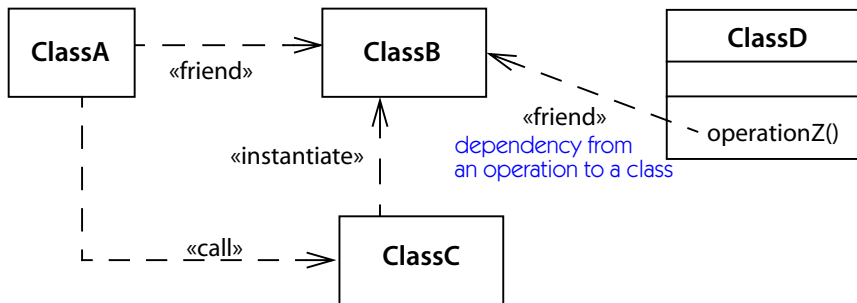 ClassA
ClassB
ClassD
«friend»
«friend»
operationZ()
dependency from
an operation to a class
«instantiate»
«call»
ClassC